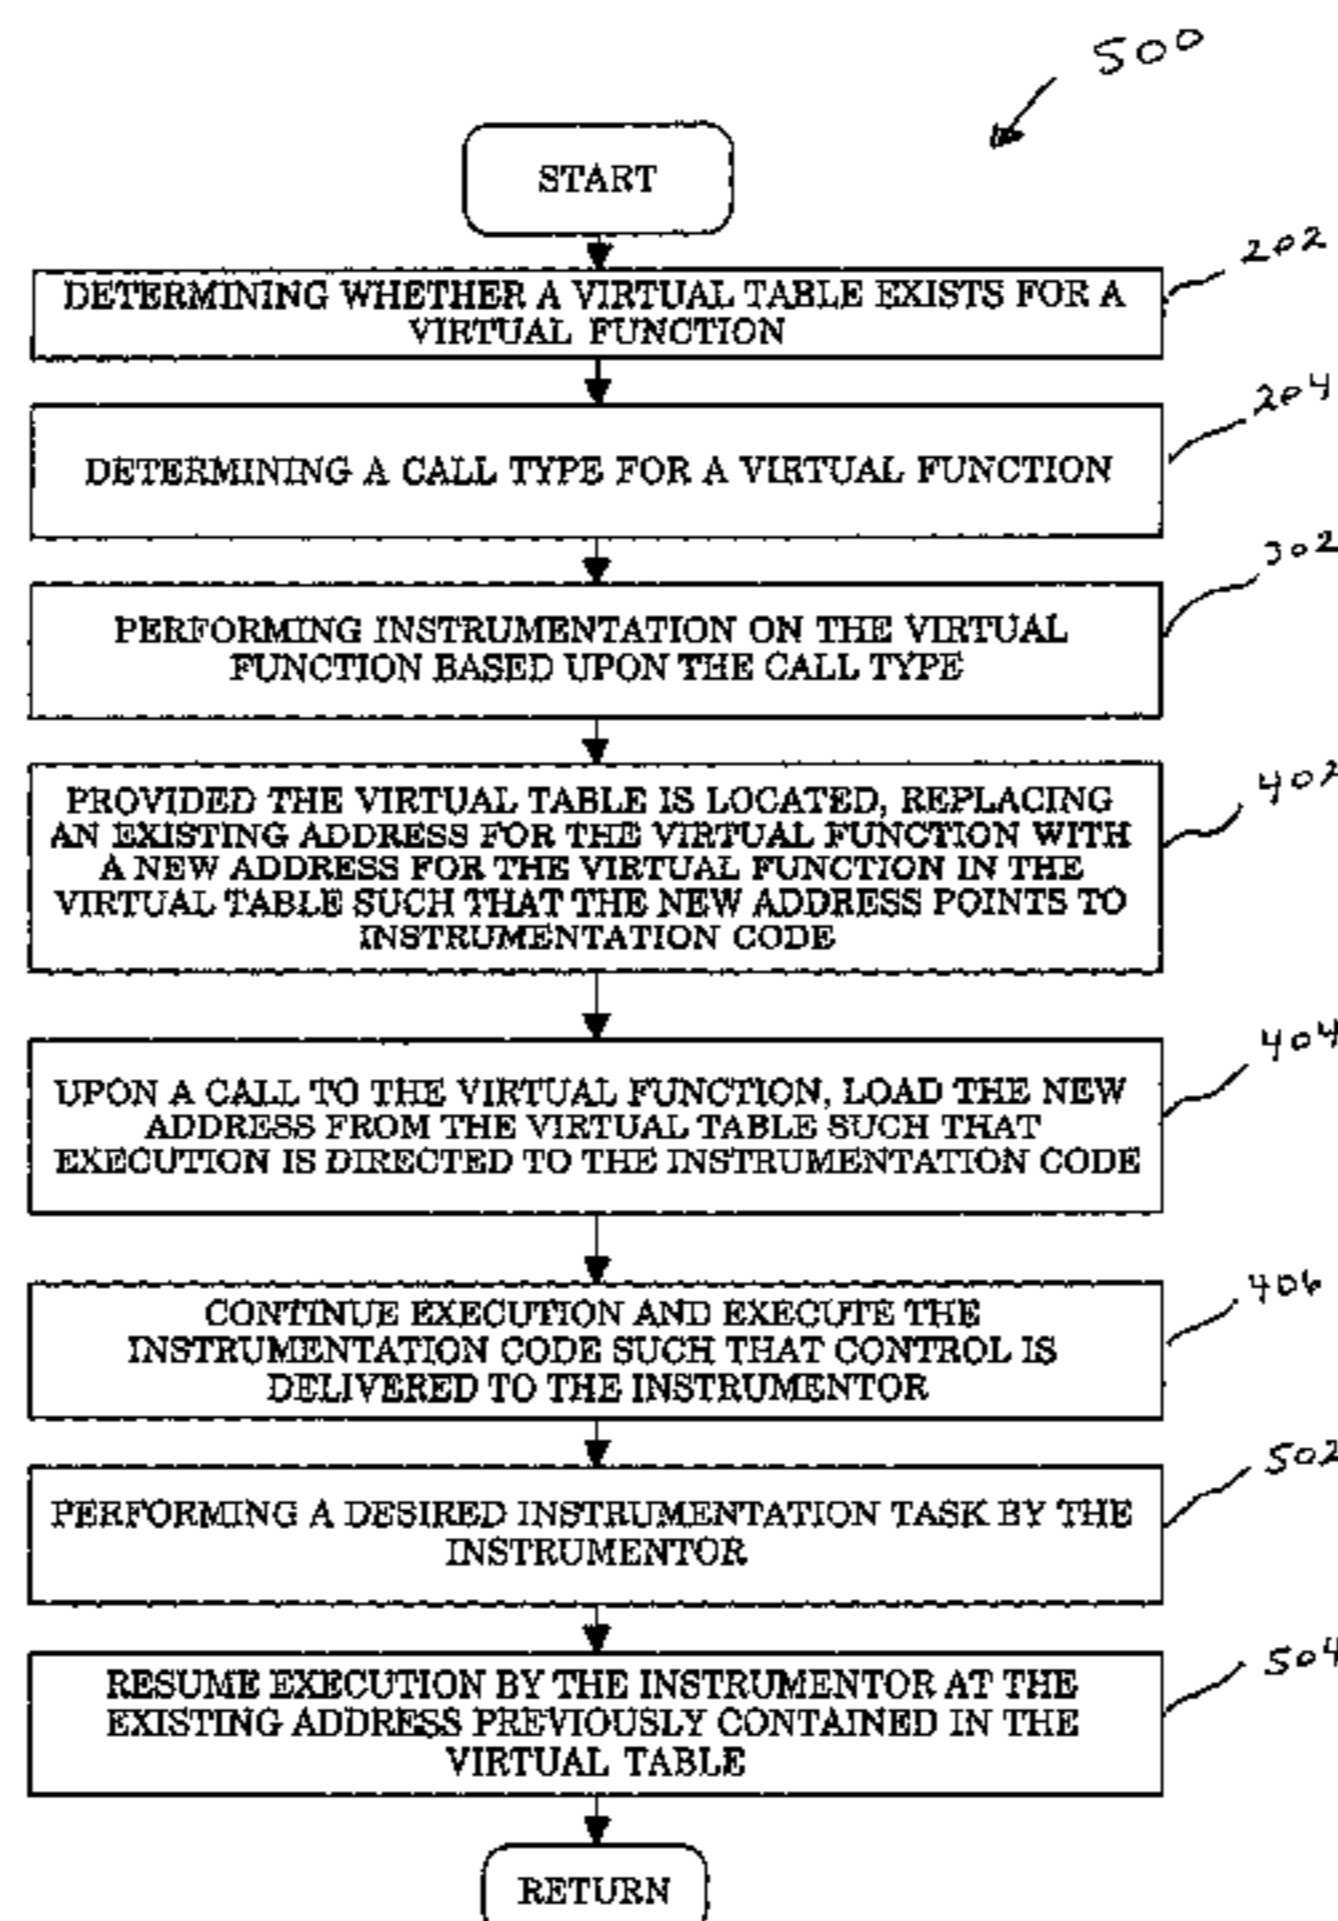 500
START
202
DETERMINING WHETHER A VIRTUAL TABLE EXISTS FOR A
VIRTUAL FUNCTION
204
DETERMINING A CALL TYPE FOR A VIRTUAL FUNCTION
302
PERFORMING INSTRUMENTATION ON THE VIRTUAL
FUNCTION BASED UPON THE CALL TYPE
402
PROVIDED THE VIRTUAL TABLE IS LOCATED, REPLACING
AN EXISTING ADDRESS FOR THE VIRTUAL FUNCTION WITH
A NEW ADDRESS FOR THE VIRTUAL FUNCTION IN THE
VIRTUAL TABLE SUCH THAT THE NEW ADDRESS POINTS TO
INSTRUMENTATION CODE
404
UPON A CALL TO THE VIRTUAL FUNCTION, LOAD THE NEW
ADDRESS FROM THE VIRTUAL TABLE SUCH THAT
EXECUTION IS DIRECTED TO THE INSTRUMENTATION CODE
406
CONTINUE EXECUTION AND EXECUTE THE
INSTRUMENTATION CODE SUCH THAT CONTROL IS
DELIVERED TO THE INSTRUMENTOR
502
PERFORMING A DESIRED INSTRUMENTATION TASK BY THE
INSTRUMENTOR
504
RESUME EXECUTION BY THE INSTRUMENTOR AT THE
EXISTING ADDRESS PREVIOUSLY CONTAINED IN THE
VIRTUAL TABLE
RETURN